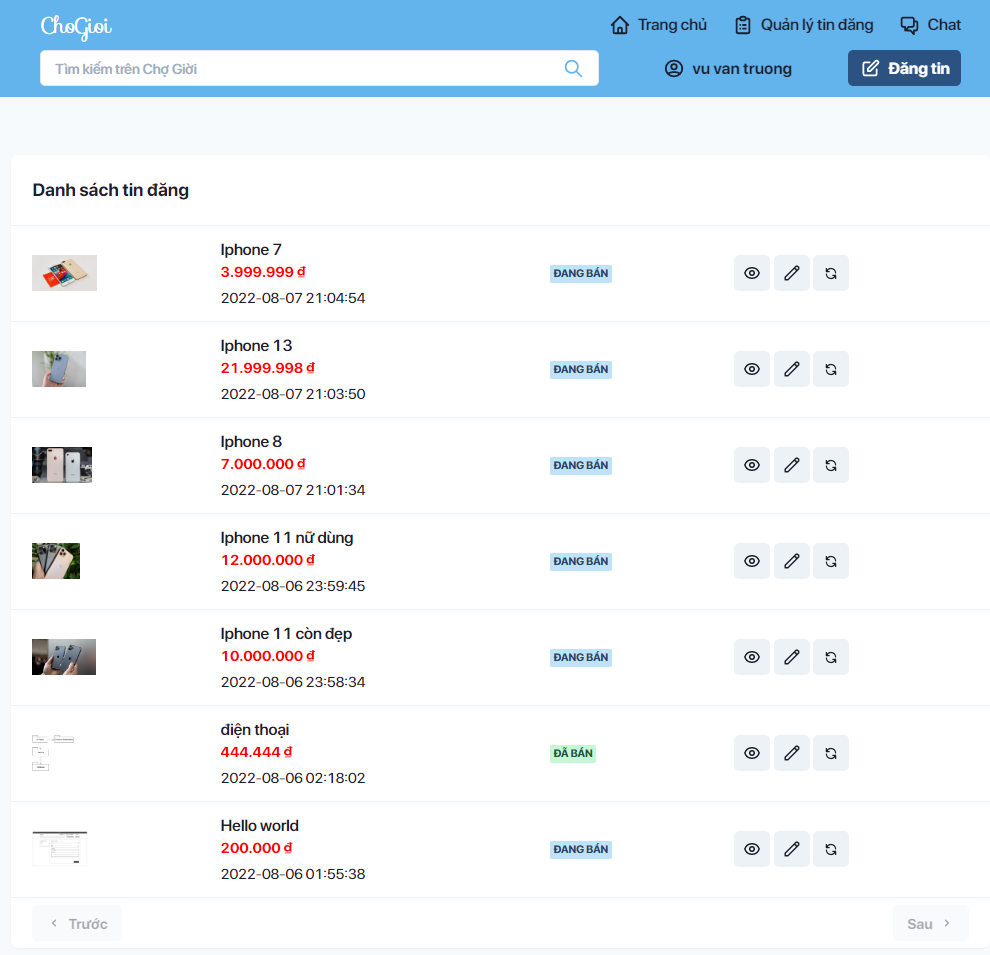 ChoGioi
Trang chủ
Quản lý tin đăng
Chat
Tìm kiếm trên Chợ Giời
vu van truong
Đăng tin
Danh sách tin đăng
Iphone 7
3.999.999 ₫
2022-08-07 21:04:54
ĐANG BÁN
Iphone 13
21.999.998 ₫
2022-08-07 21:03:50
ĐANG BÁN
Iphone 8
7.000.000 ₫
2022-08-07 21:01:34
ĐANG BÁN
Iphone 11 nữ dùng
12.000.000 ₫
2022-08-06 23:59:45
ĐANG BÁN
Iphone 11 còn đẹp
10.000.000 ₫
2022-08-06 23:58:34
ĐANG BÁN
điện thoại
444.444 ₫
2022-08-06 02:18:02
ĐÃ BÁN
Hello world
200.000 ₫
2022-08-06 01:55:38
ĐANG BÁN
Trước
Sau